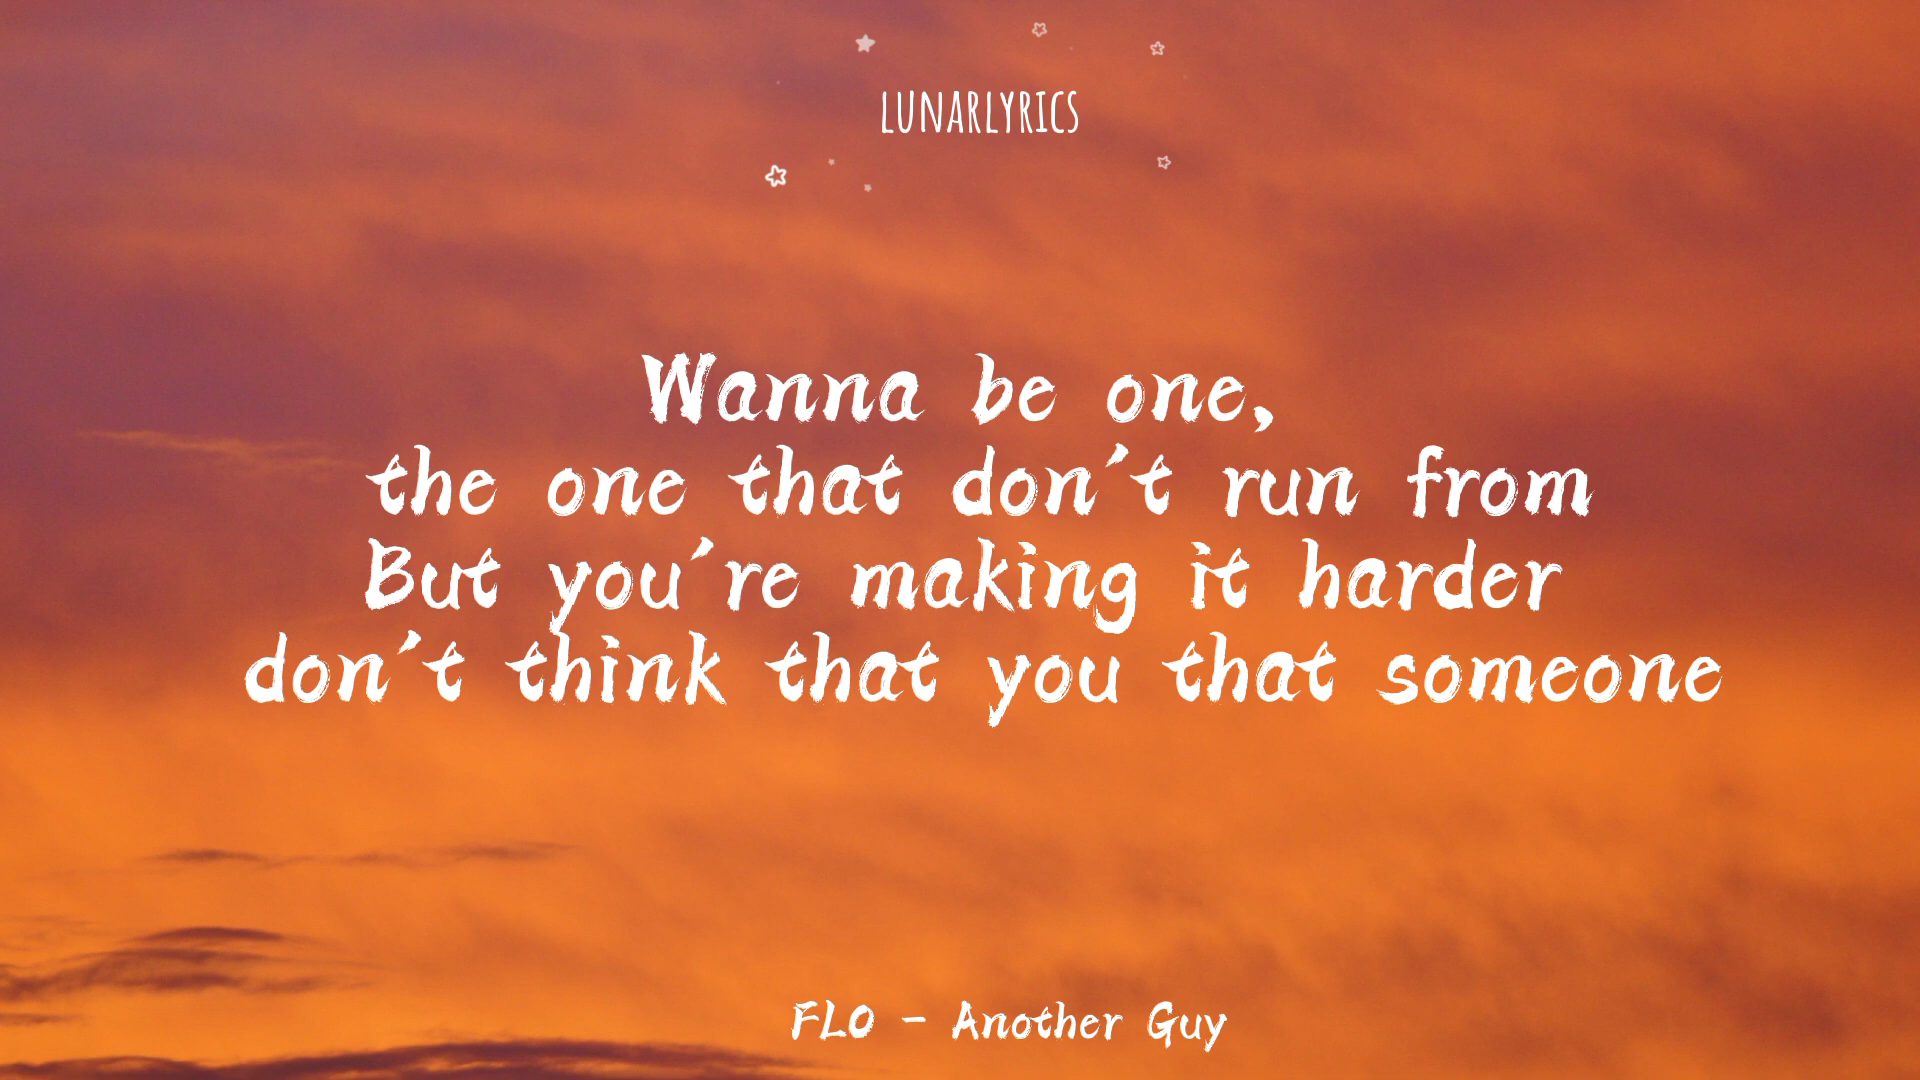 LUNARLYRICS
Wanna be one,
the one that don't run from
But you're making it harder
don't think that you that someone
FLO - Another Guy